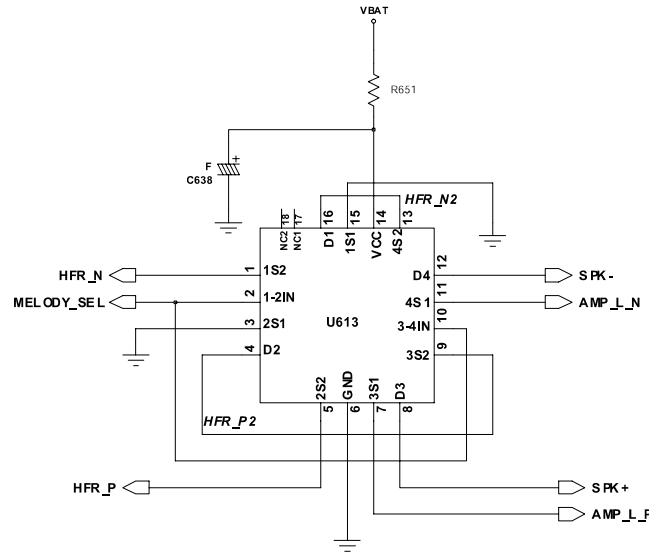 VBAT
R651
F
C638
HFR_N2
NC2 18
NC1 17
D1 16
1S1 15
VCC 14
4S2 13
HFR_N
1 1S2
MELODY_SEL
2 1-2IN
3 2S1
4 D2
U613
D4 12
SPK-
4S1 11
AMP_L_N
3-4IN 10
3S2 9
HFR_P2
2S2 5
GND 6
3S1 7
D3 8
HFR_P
SPK+
AMP_L_P